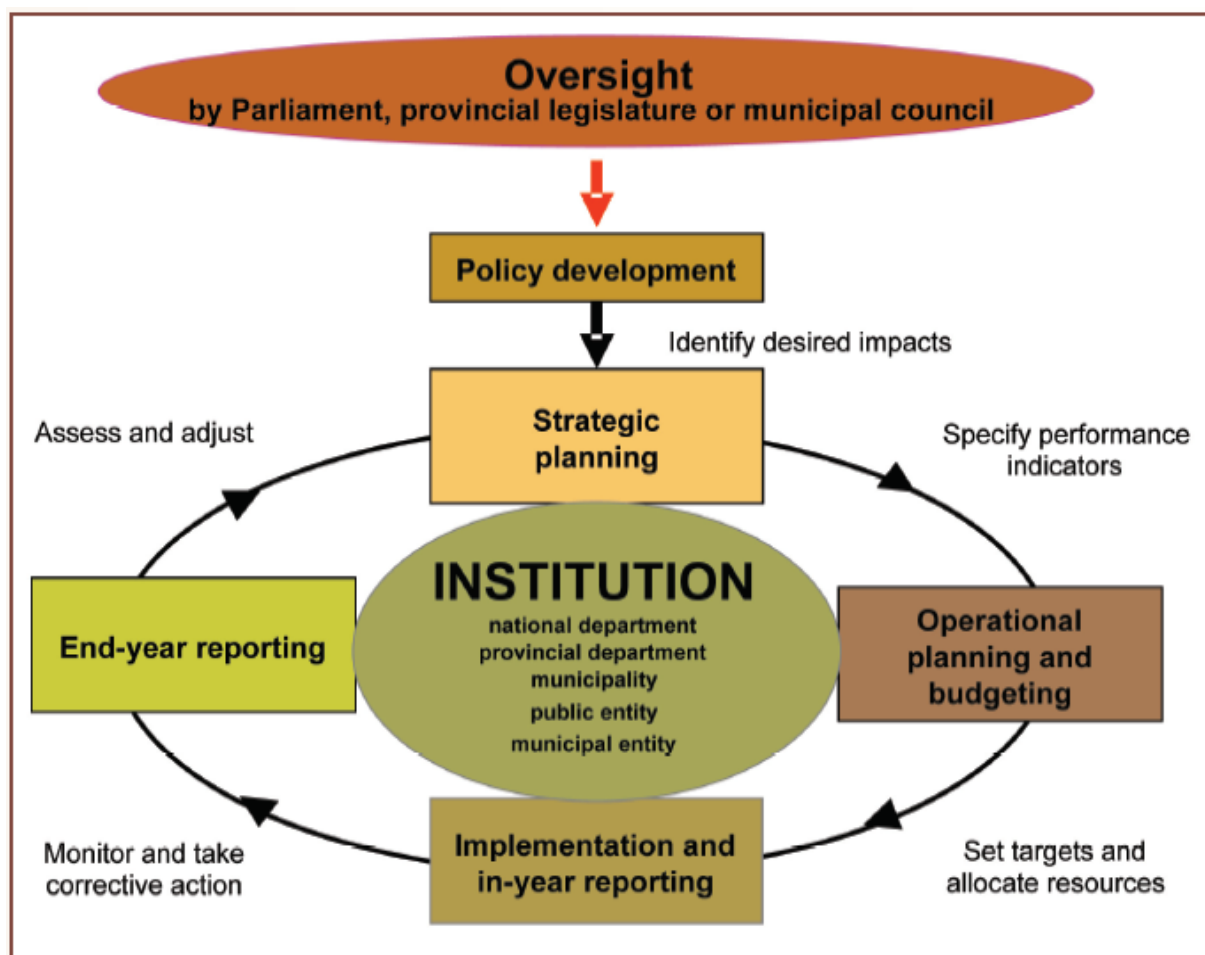 Oversight
by Parliament, provincial legislature or municipal council
Policy development
Identify desired impacts
Strategic
planning
Assess and adjust
Specify performance
indicators
INSTITUTION
national department
provincial department
municipality
public entity
municipal entity
End-year reporting
Operational
planning and
budgeting
Implementation and
in-year reporting
Monitor and take
corrective action
Set targets and
allocate resources